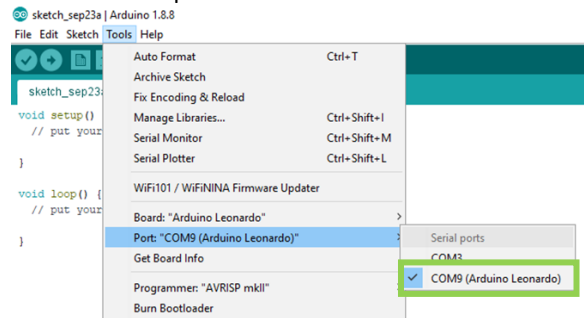 sketch_sep23a | Arduino 1.8.8
File Edit Sketch Tools Help
sketch_sep23a
void setup()
// put your
}
void loop() {
// put your
}
Auto Format Ctrl+T
Archive Sketch
Fix Encoding & Reload
Manage Libraries... Ctrl+Shift+I
Serial Monitor Ctrl+Shift+M
Serial Plotter Ctrl+Shift+L
WiFi101 / WiFiNINA Firmware Updater
Board: "Arduino Leonardo"
Port: "COM9 (Arduino Leonardo)"
Get Board Info
Programmer: "AVRISP mkII"
Burn Bootloader
Serial ports
COM3
COM9 (Arduino Leonardo)